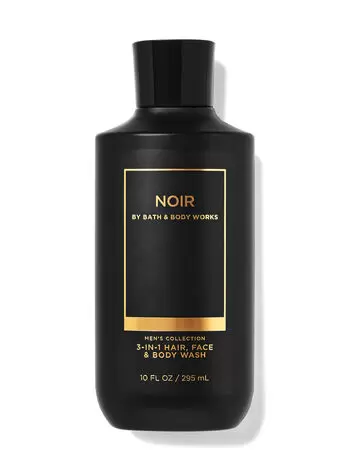 NOIR
BY BATH & BODY WORKS
MEN'S COLLECTION
3-IN-1 HAIR, FACE
& BODY WASH
10 FL OZ / 295 mL